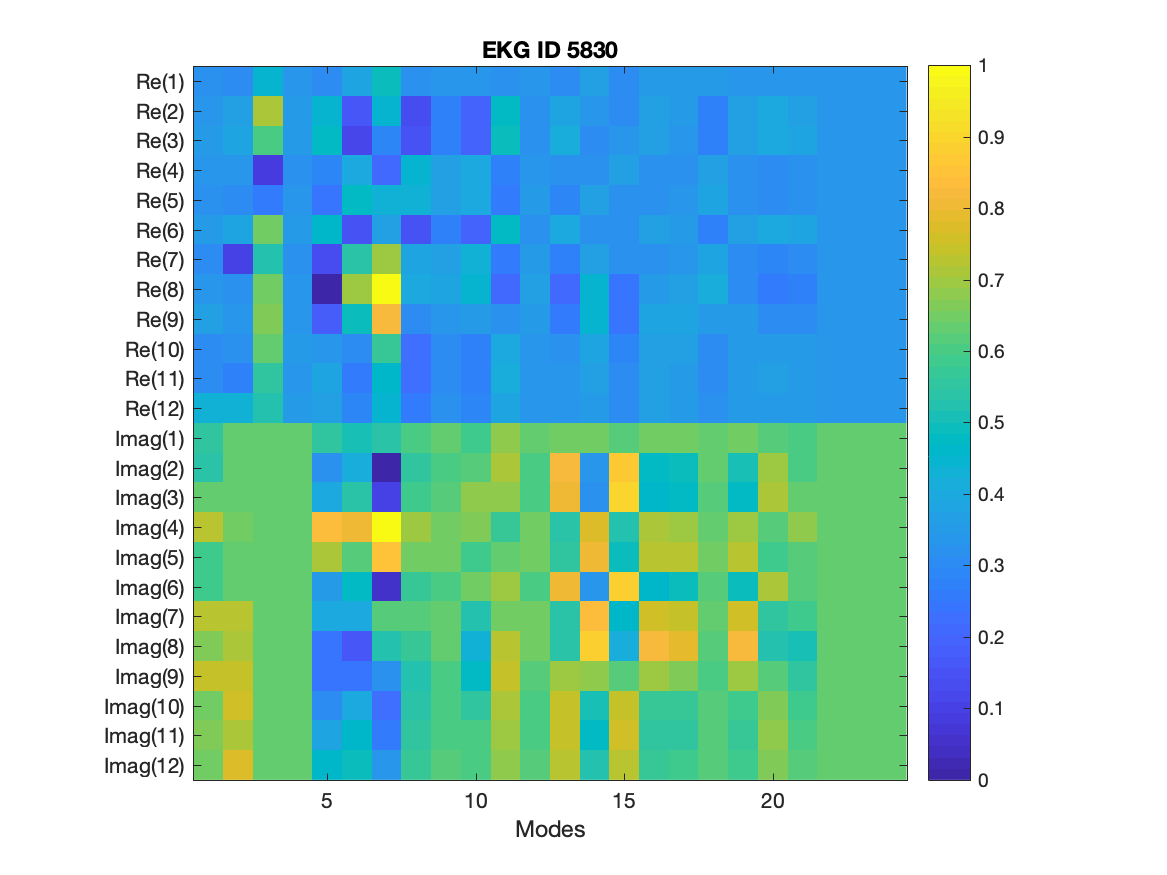 EKG ID 5830
Re(1)
Re(2)
Re(3)
Re(4)
Re(5)
Re(6)
Re(7)
Re(8)
Re(9)
Re(10)
Re(11)
Re(12)
Imag(1)
Imag(2)
Imag(3)
Imag(4)
Imag(5)
Imag(6)
Imag(7)
Imag(8)
Imag(9)
Imag(10)
Imag(11)
Imag(12)
5 10 15 20
Modes
1
0.9
0.8
0.7
0.6
0.5
0.4
0.3
0.2
0.1
0